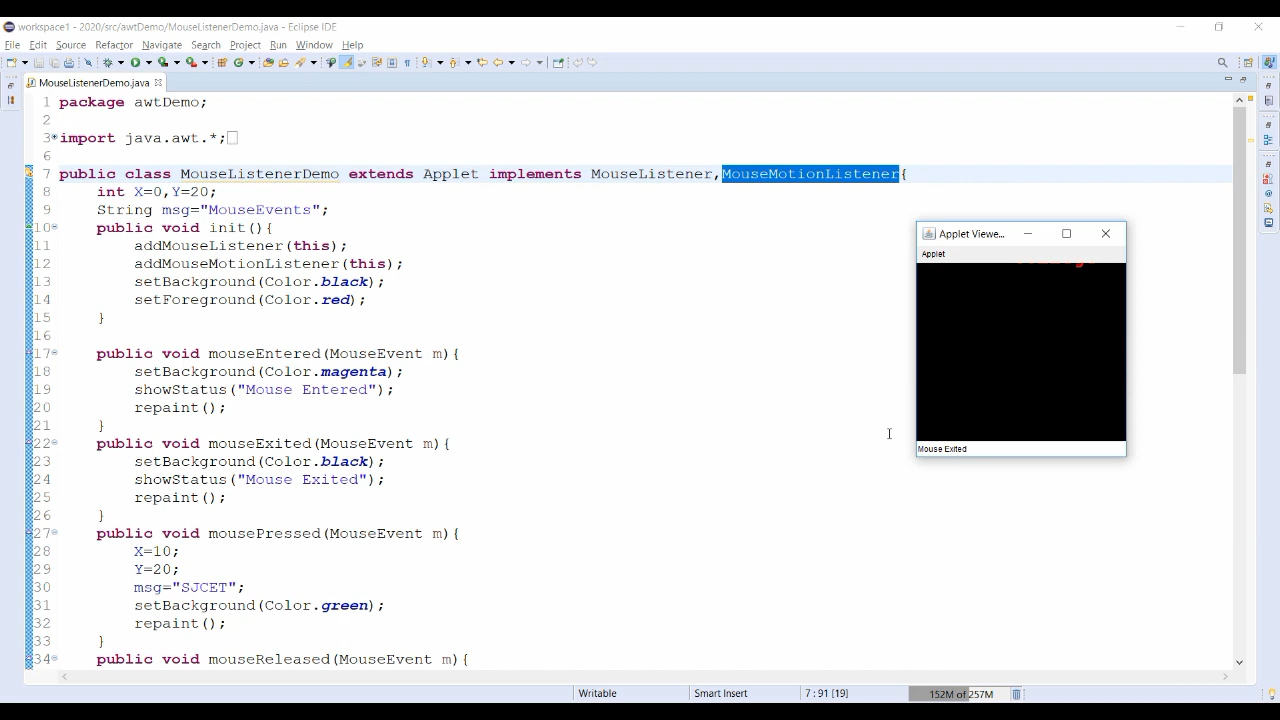 workspace1 - 2020/src/awtDemo/MouseListenerDemo.java - Eclipse IDE
File Edit Source Refactor Navigate Search Project Run Window Help
MouseListenerDemo.java
1 package awtDemo;
2
3 import java.awt.*;
6
7 public class MouseListenerDemo extends Applet implements MouseListener,MouseMotionListener{
8 int X=0,Y=20;
9 String msg="MouseEvents";
10 public void init(){
11 addMouseListener(this);
12 addMouseMotionListener(this);
13 setBackground(Color.black);
14 setForeground(Color.red);
15 }
16
17 public void mouseEntered(MouseEvent m){
18 setBackground(Color.magenta);
19 showStatus("Mouse Entered");
20 repaint();
21 }
22 public void mouseExited(MouseEvent m){
23 setBackground(Color.black);
24 showStatus("Mouse Exited");
25 repaint();
26 }
27 public void mousePressed(MouseEvent m){
28 X=10;
29 Y=20;
30 msg="SJCET";
31 setBackground(Color.green);
32 repaint();
33 }
34 public void mouseReleased(MouseEvent m){
Applet Viewe...
Applet
Mouse Exited
Writable Smart Insert 7 : 91 [19] 152M of 257M